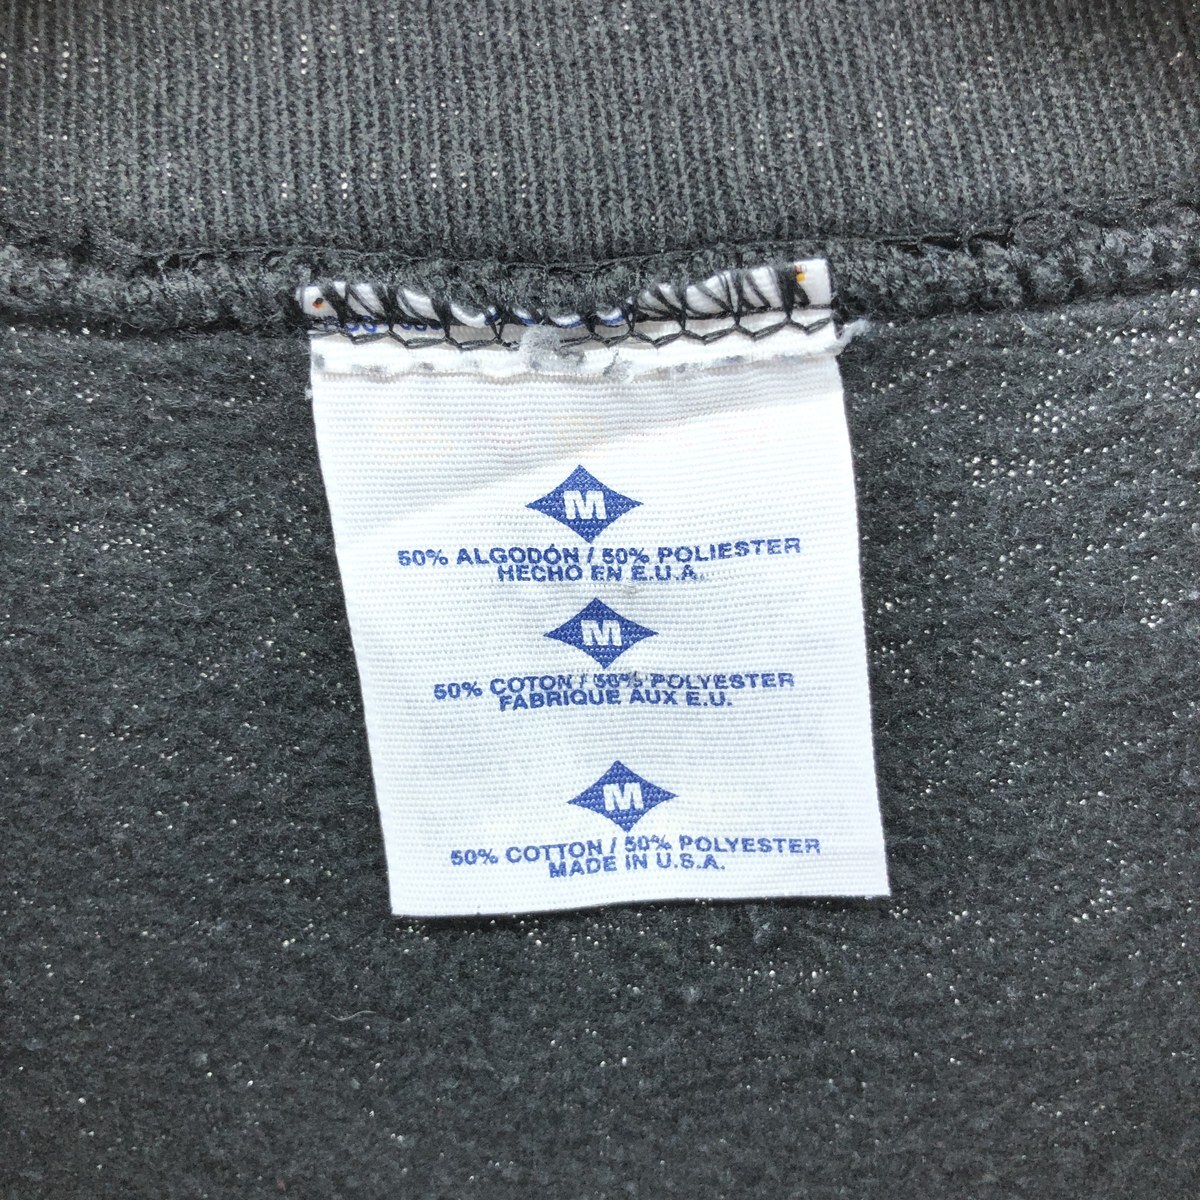 M
50% ALGODÓN / 50% POLIESTER
HECHO EN E.U.A.
M
50% COTON / 50% POLYESTER
FABRIQUE AUX E.U.
M
50% COTTON / 50% POLYESTER
MADE IN U.S.A.